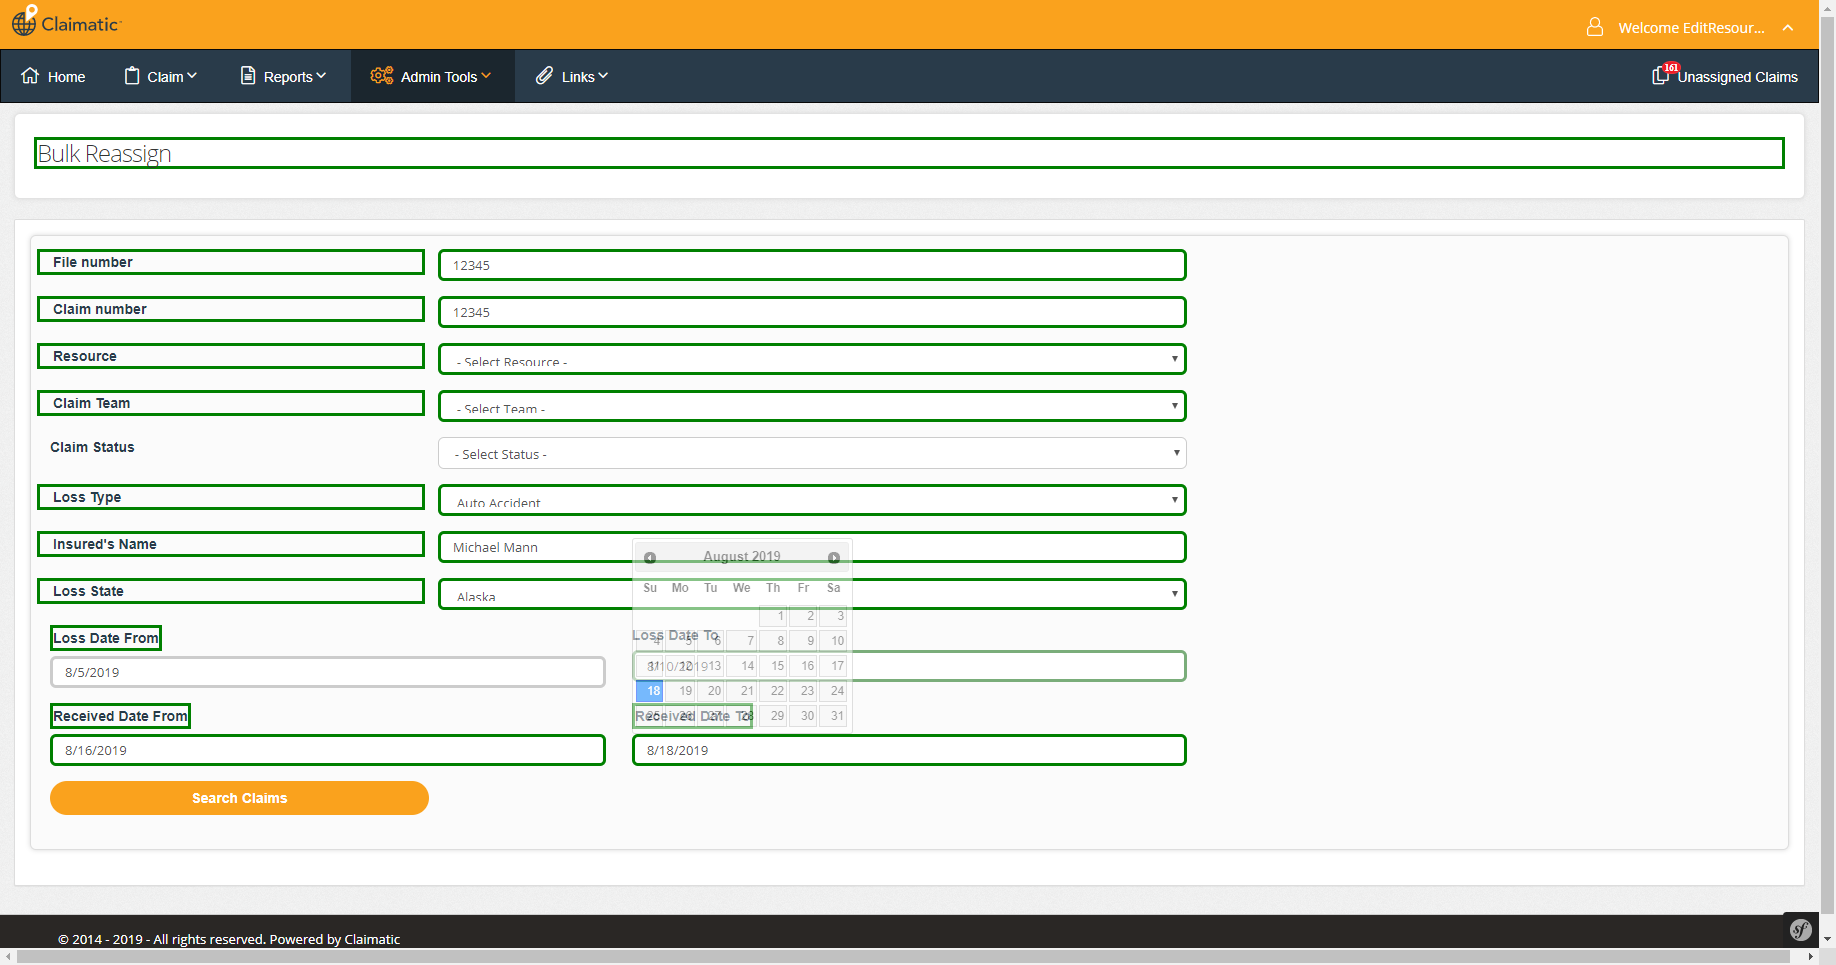 Claimatic
Welcome EditResour...
Home
Claim
Reports
Admin Tools
Links
161
Unassigned Claims
Bulk Reassign
File number
12345
Claim number
12345
Resource
- Select Resource -
Claim Team
- Select Team -
Claim Status
- Select Status -
Loss Type
Auto Accident
Insured's Name
Michael Mann
Loss State
Alaska
August 2019
Su Mo Tu We Th Fr Sa
1 2 3
4 5 6 7 8 9 10
11 12 13 14 15 16 17
18 19 20 21 22 23 24
25 26 27 28 29 30 31
Loss Date From
Loss Date To
8/5/2019
8/10/2019
Received Date From
Received Date To
8/16/2019
8/18/2019
Search Claims
© 2014 - 2019 - All rights reserved. Powered by Claimatic
sf